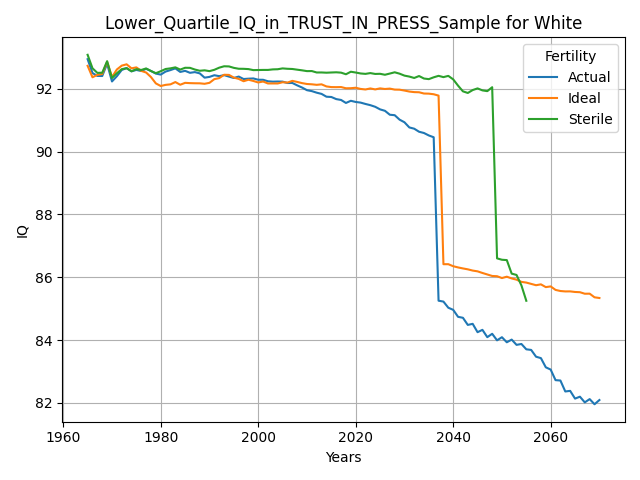 Lower_Quartile_IQ_in_TRUST_IN_PRESS_Sample for White
Fertility
Actual
Ideal
Sterile
IQ
92
90
88
86
84
82
1960
1980
2000
2020
2040
2060
Years